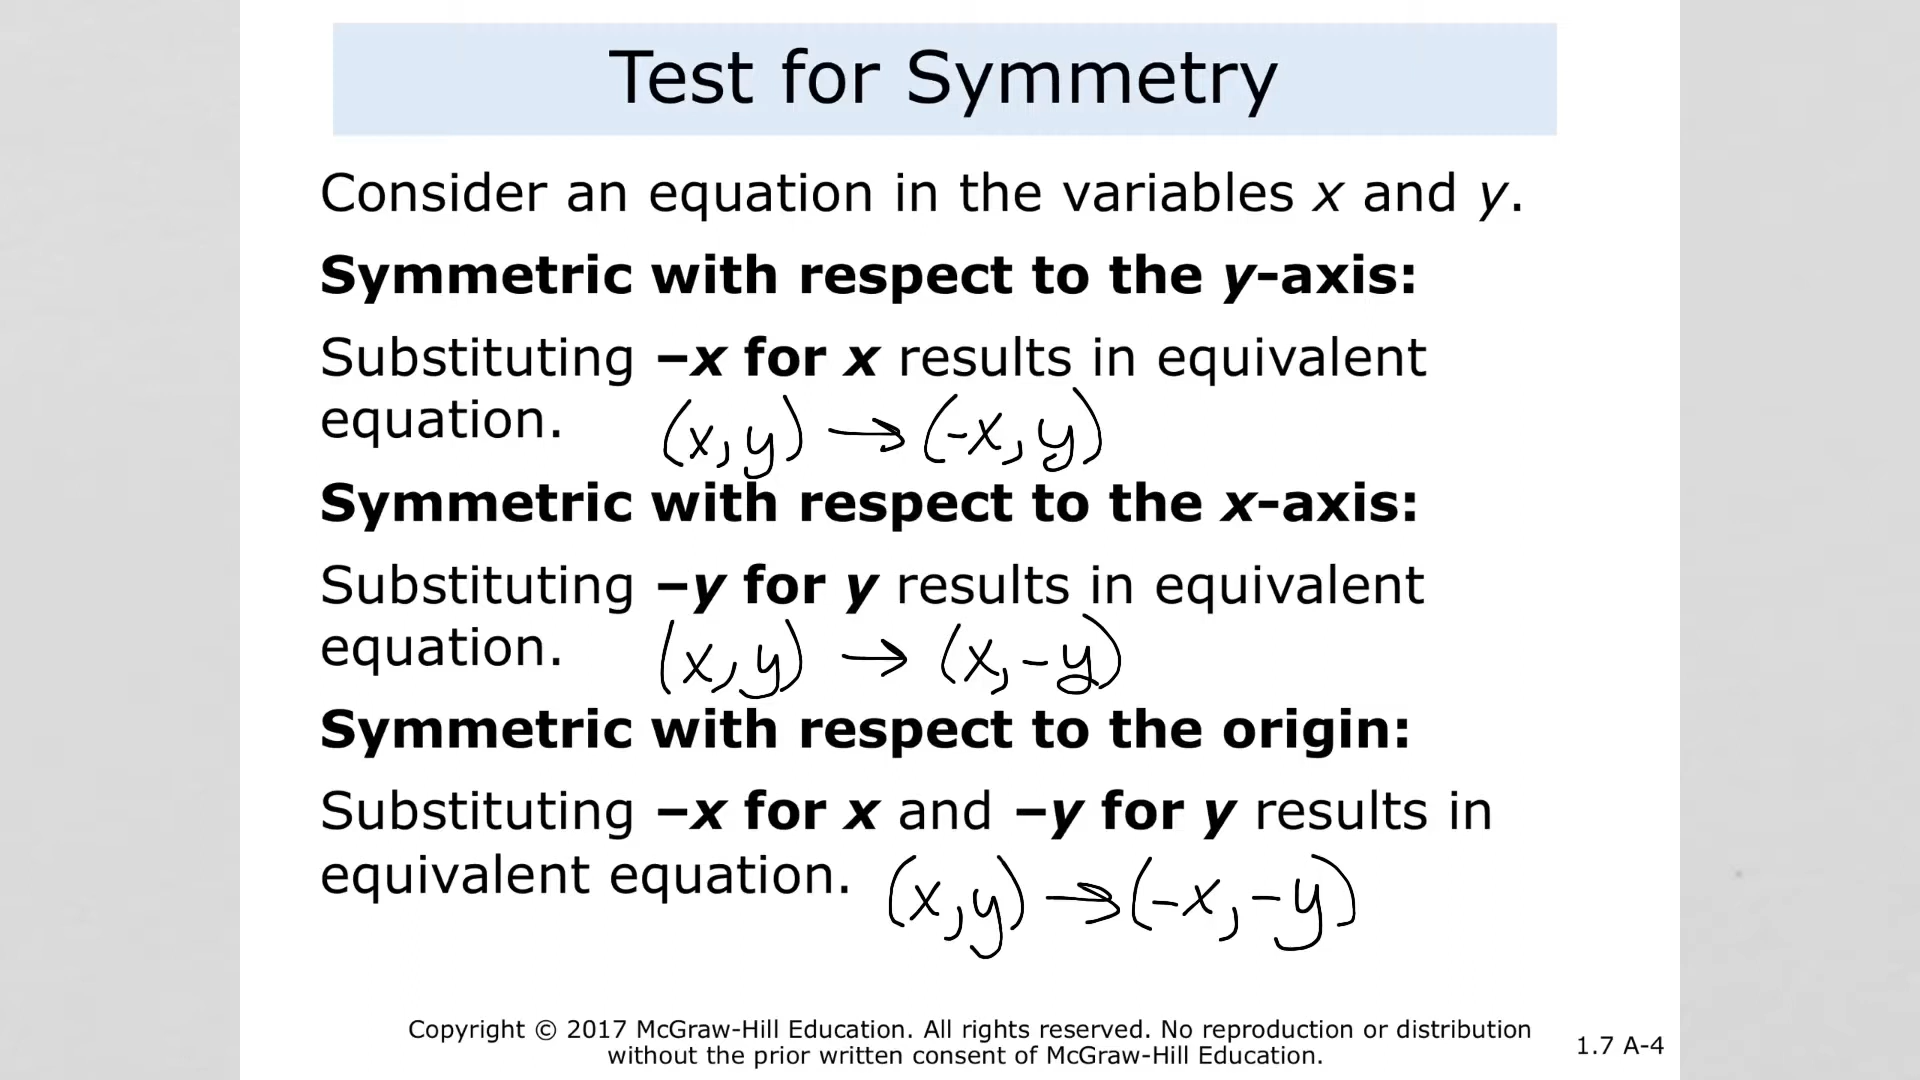 Test for Symmetry
Consider an equation in the variables x and y.
Symmetric with respect to the y-axis:
Substituting –x for x results in equivalent
equation. (x,y) → (-x,y)
Symmetric with respect to the x-axis:
Substituting –y for y results in equivalent
equation. (x,y) → (x,-y)
Symmetric with respect to the origin:
Substituting –x for x and –y for y results in
equivalent equation. (x,y) → (-x,-y)
Copyright © 2017 McGraw-Hill Education. All rights reserved. No reproduction or distribution
without the prior written consent of McGraw-Hill Education.
1.7 A-4